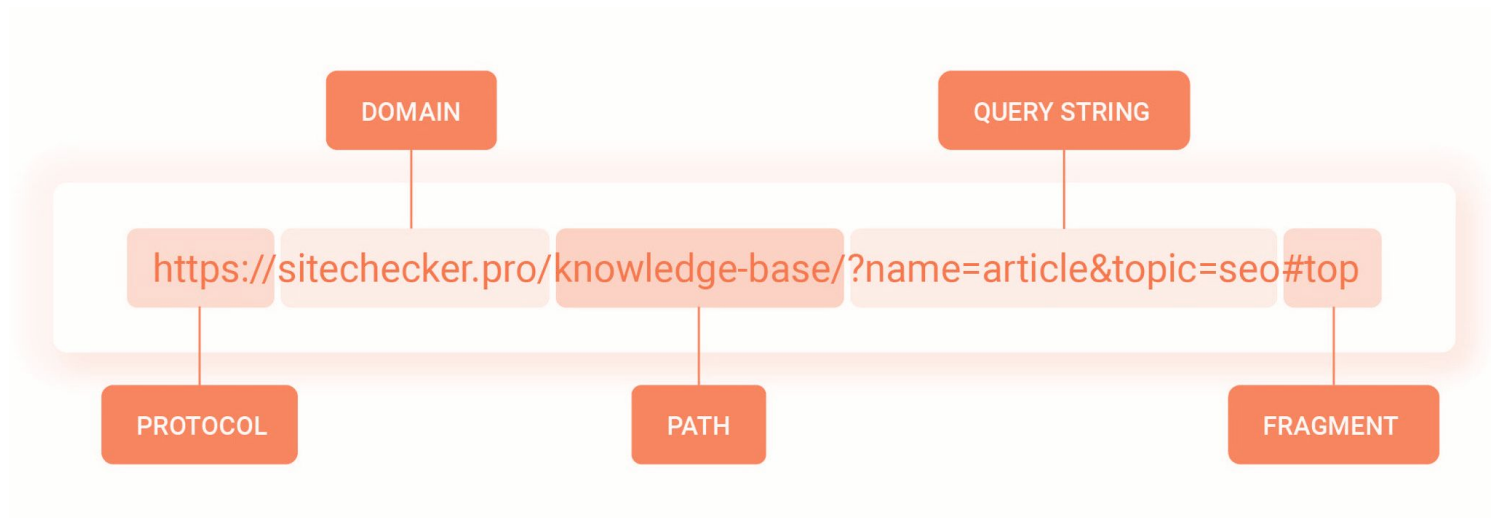 DOMAIN
QUERY STRING
https://sitechecker.pro/knowledge-base/?name=article&topic=seo#top
PROTOCOL
PATH
FRAGMENT